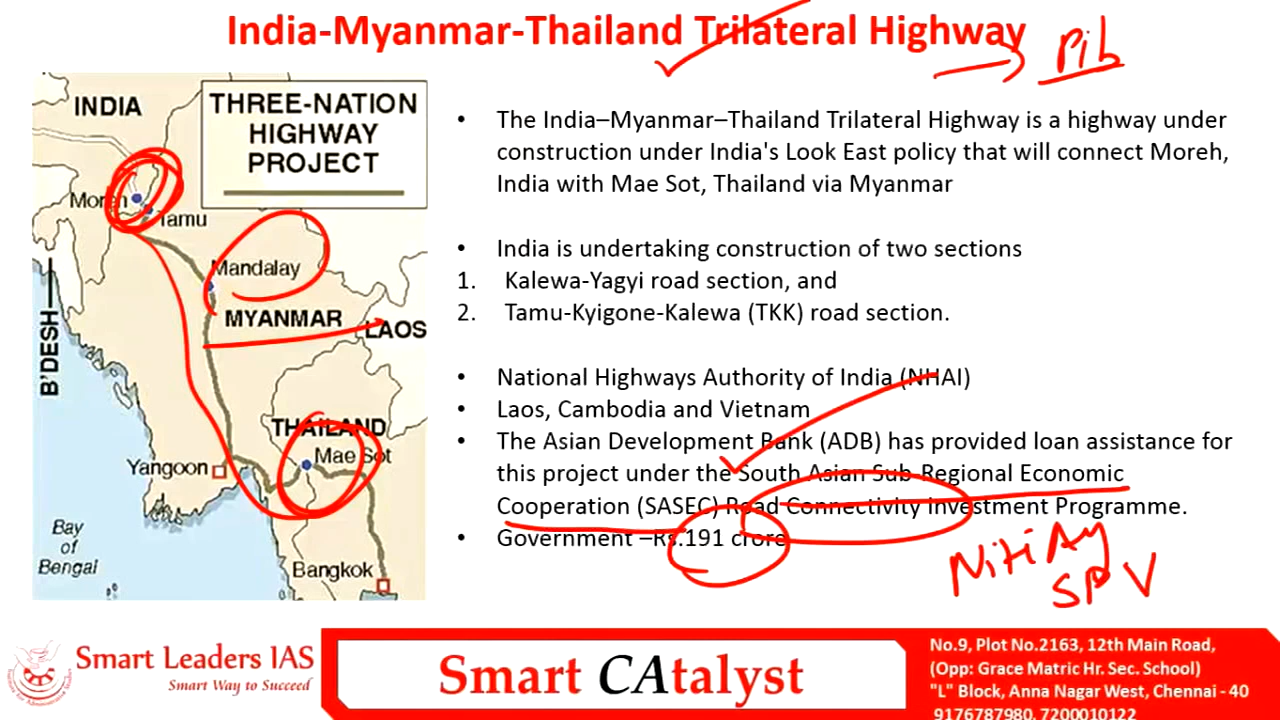 India-Myanmar-Thailand Trilateral Highway
Pib
INDIA
THREE-NATION
HIGHWAY
PROJECT
Moreh
Tamu
Mandalay
MYANMAR
LAOS
B'DESH
THAILAND
Mae Sot
Yangoon
Bay
of
Bengal
Bangkok
• The India–Myanmar–Thailand Trilateral Highway is a highway under
construction under India's Look East policy that will connect Moreh,
India with Mae Sot, Thailand via Myanmar
• India is undertaking construction of two sections
1. Kalewa-Yagyi road section, and
2. Tamu-Kyigone-Kalewa (TKK) road section.
• National Highways Authority of India (NHAI)
• Laos, Cambodia and Vietnam
• The Asian Development Bank (ADB) has provided loan assistance for
this project under the South Asian Sub-Regional Economic
Cooperation (SASEC) Road Connectivity Investment Programme.
• Government –Rs.191 crore
Niti Ay
SPV
Smart Leaders IAS
Smart Way to Succeed
Smart CAtalyst
No.9, Plot No.2163, 12th Main Road,
(Opp: Grace Matric Hr. Sec. School)
"L" Block, Anna Nagar West, Chennai - 40
9176787980, 7200010122